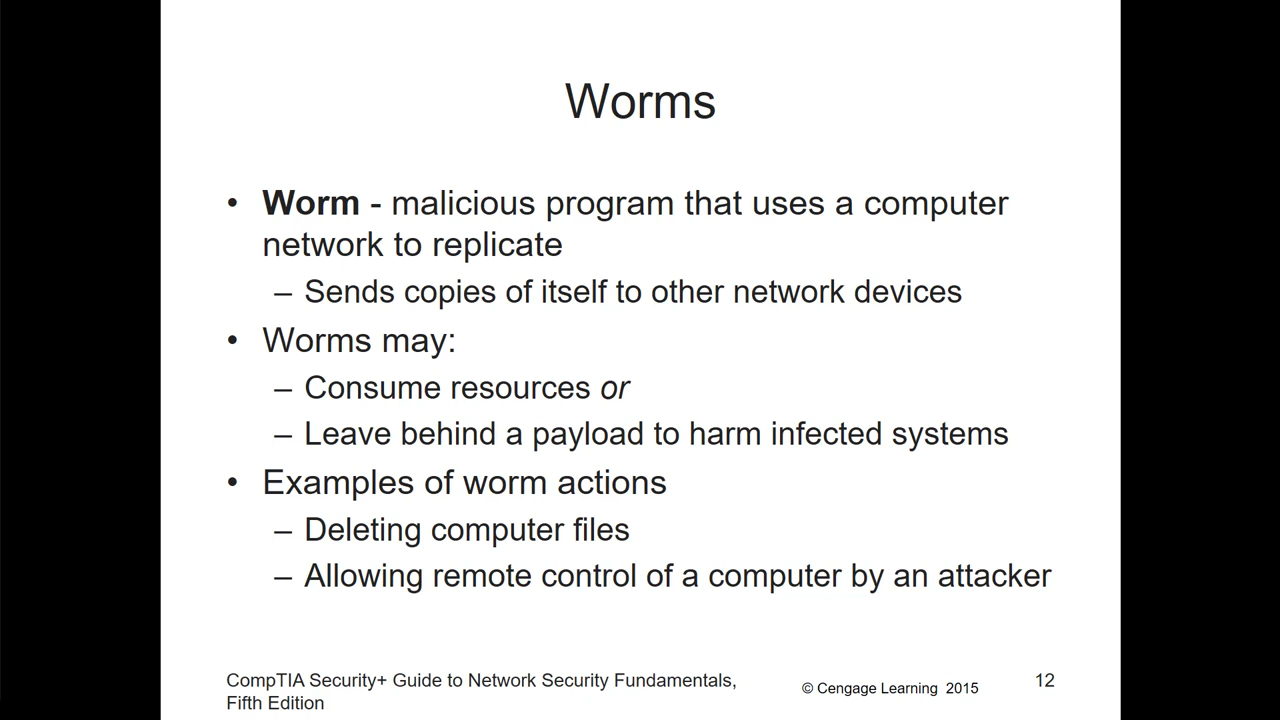 Worms
• Worm - malicious program that uses a computer
network to replicate
– Sends copies of itself to other network devices
• Worms may:
– Consume resources or
– Leave behind a payload to harm infected systems
• Examples of worm actions
– Deleting computer files
– Allowing remote control of a computer by an attacker
CompTIA Security+ Guide to Network Security Fundamentals,
Fifth Edition
© Cengage Learning 2015
12